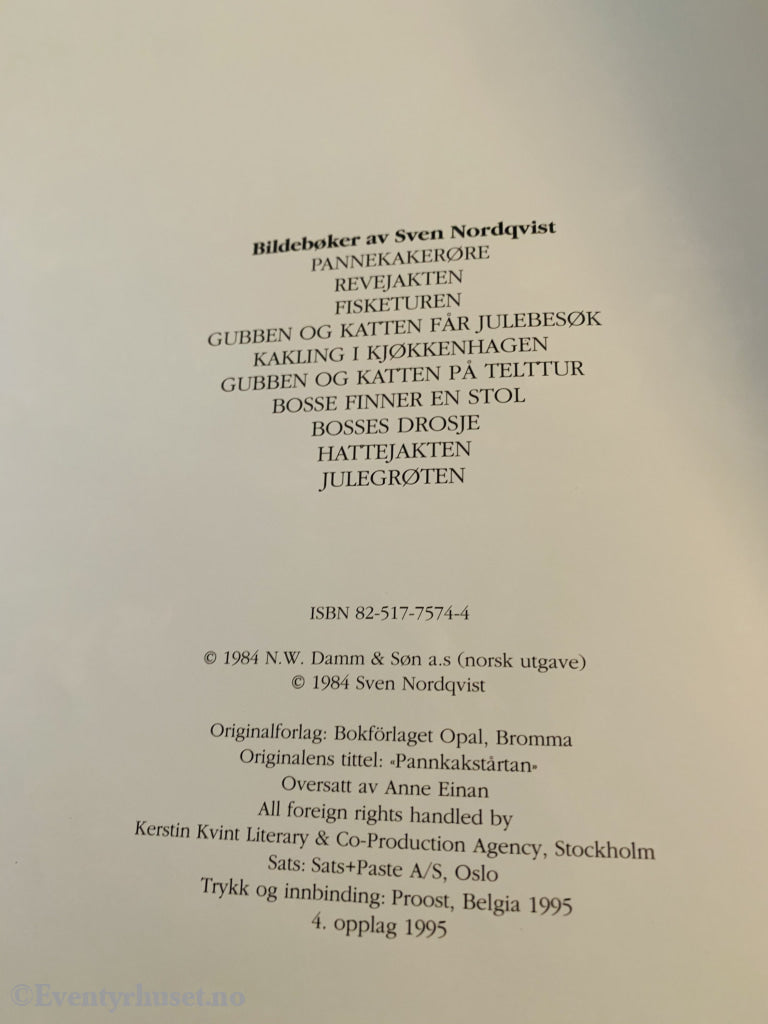 Bildebøker av Sven Nordqvist
PANNEKAKERØRE
REVEJAKTEN
FISKETUREN
GUBBEN OG KATTEN FÅR JULEBESØK
KAKLING I KJØKKENHAGEN
GUBBEN OG KATTEN PÅ TELTTUR
BOSSE FINNER EN STOL
BOSSES DROSJE
HATTEJAKTEN
JULEGRØTEN
ISBN 82-517-7574-4
© 1984 N.W. Damm & Søn a.s (norsk utgave)
© 1984 Sven Nordqvist
Originalforlag: Bokförlaget Opal, Bromma
Originalens tittel: «Pannkakstårtan»
Oversatt av Anne Einan
All foreign rights handled by
Kerstin Kvint Literary & Co-Production Agency, Stockholm
Sats: Sats+Paste A/S, Oslo
Trykk og innbinding: Proost, Belgia 1995
4. opplag 1995
©Eventyrhuset.no